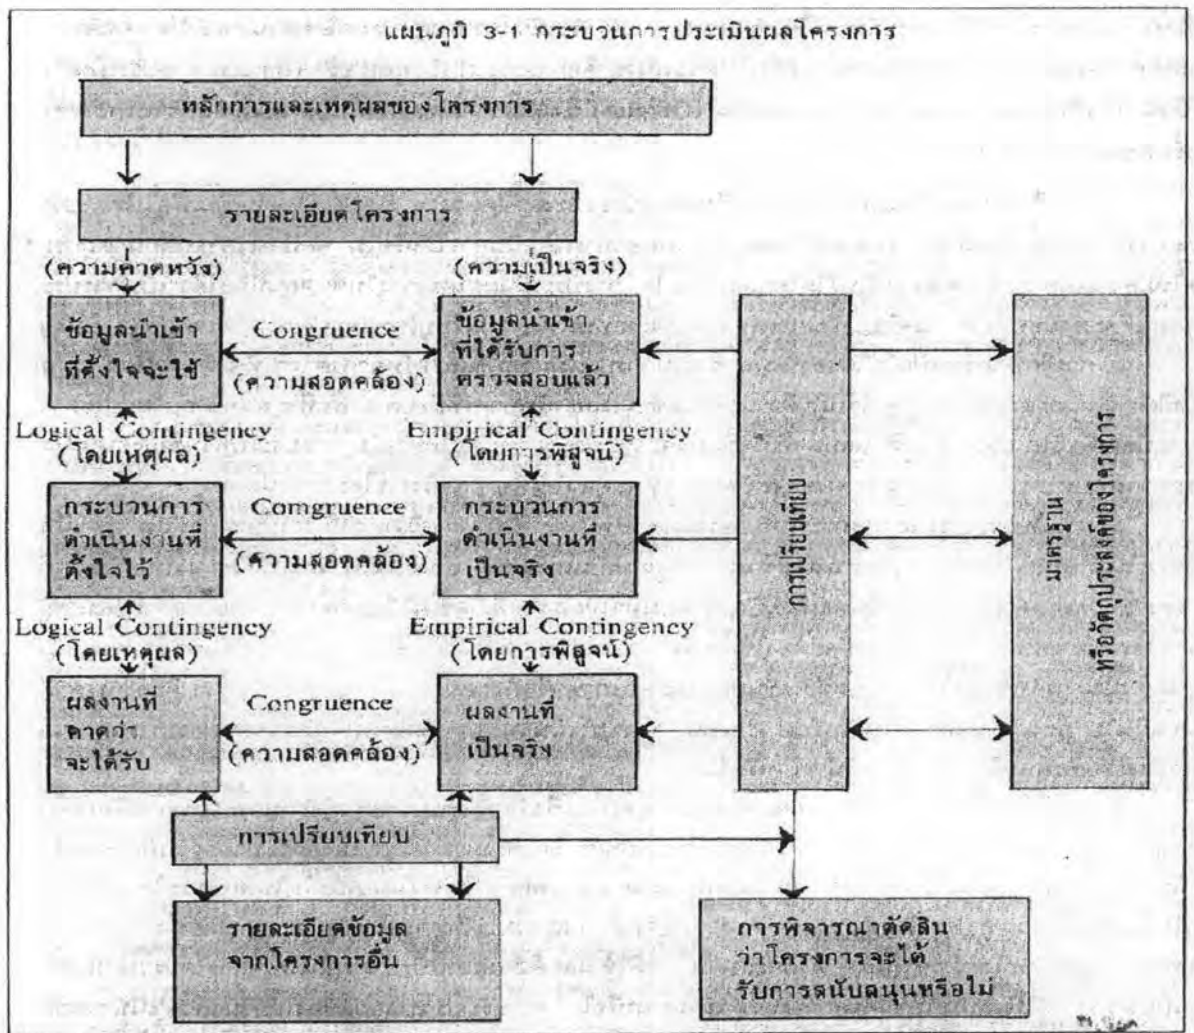 แผนภูมิ 3-1 กระบวนการประเมินผลโครงการ
หลักการและเหตุผลของโครงการ
รายละเอียดโครงการ
(ความคาดหวัง)
(ความเป็นจริง)
ข้อมูลนำเข้า
ที่ตั้งใจจะใช้
Congruence
(ความสอดคล้อง)
ข้อมูลนำเข้า
ที่ได้รับการ
ตรวจสอบแล้ว
Logical Contingency
(โดยเหตุผล)
Empirical Contingency
(โดยการพิสูจน์)
กระบวนการ
ดำเนินงานที่
ตั้งใจไว้
Comgruence
(ความสอดคล้อง)
กระบวนการ
ดำเนินงานที่
เป็นจริง
Logical Contingency
(โดยเหตุผล)
Empirical Contingency
(โดยการพิสูจน์)
ผลงานที่
คาดว่า
จะได้รับ
Congruence
(ความสอดคล้อง)
ผลงานที่
เป็นจริง
การเปรียบเทียบ
มาตรฐาน
หรือวัตถุประสงค์ของโครงการ
การเปรียบเทียบ
รายละเอียดข้อมูล
จากโครงการอื่น
การพิจารณาตัดสิน
ว่าโครงการจะได้
รับการสนับสนุนหรือไม่